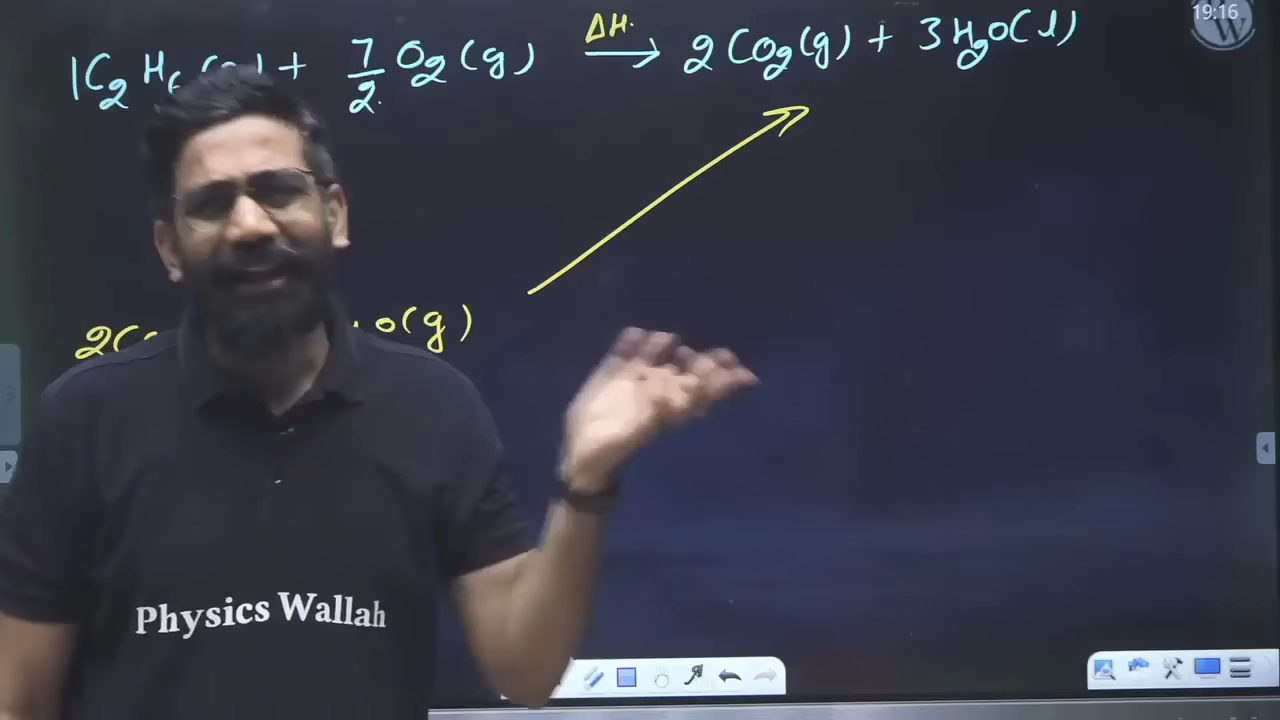 19:16
W
1C₂H₆(g) + 7/2 O₂(g) ΔH. → 2CO₂(g) + 3H₂O(l)
2C O(g)
Physics Wallah